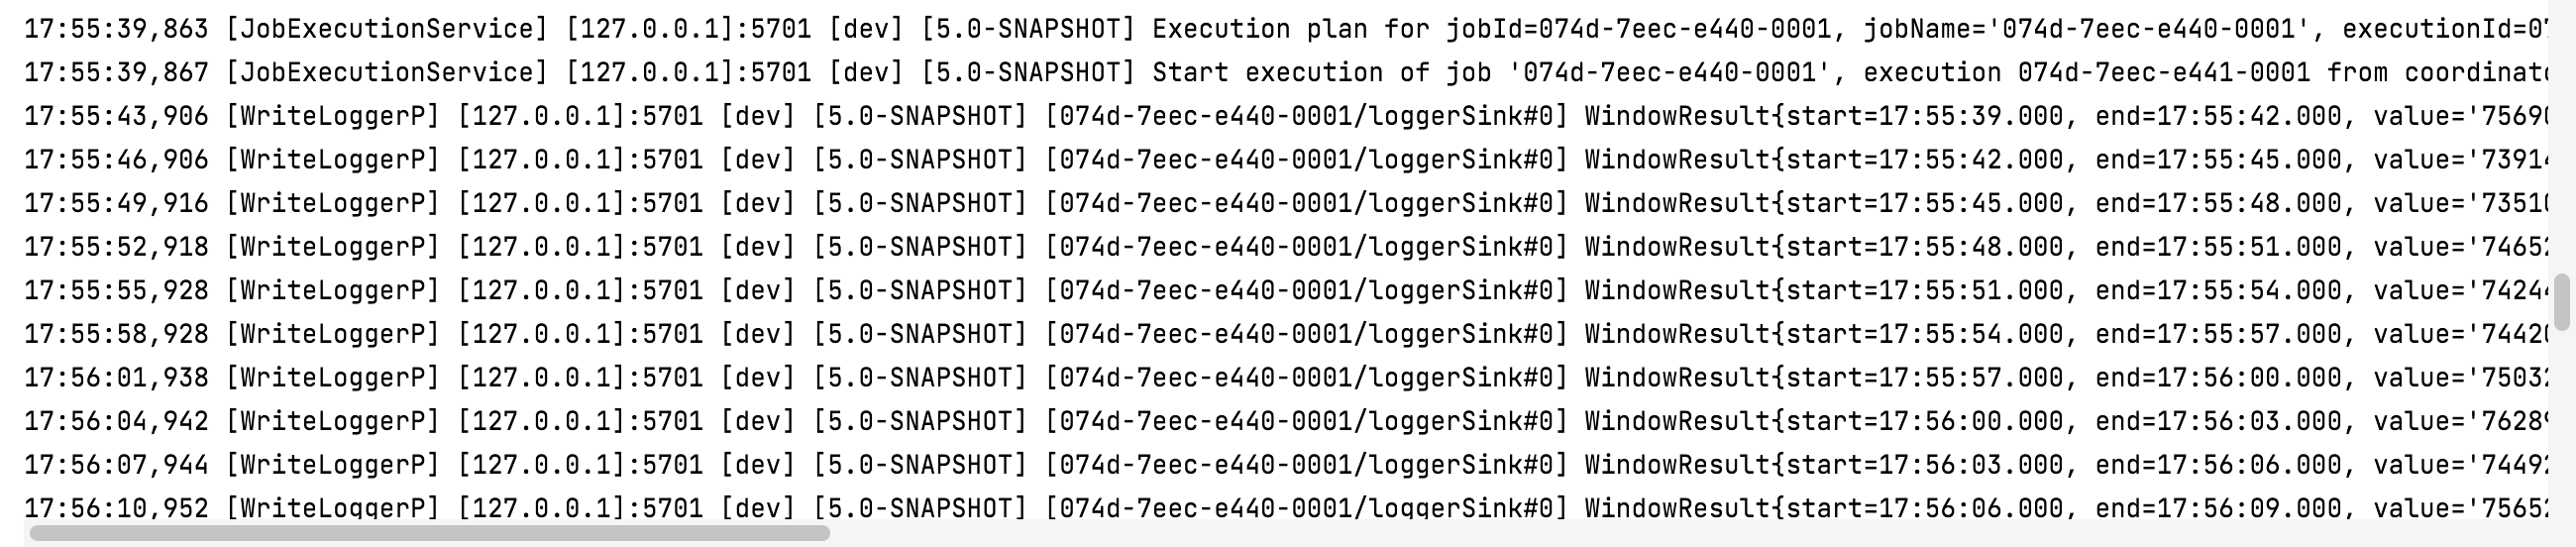 17:55:39,863 [JobExecutionService] [127.0.0.1]:5701 [dev] [5.0-SNAPSHOT] Execution plan for jobId=074d-7eec-e440-0001, jobName='074d-7eec-e440-0001', executionId=0
17:55:39,867 [JobExecutionService] [127.0.0.1]:5701 [dev] [5.0-SNAPSHOT] Start execution of job '074d-7eec-e440-0001', execution 074d-7eec-e441-0001 from coordinat
17:55:43,906 [WriteLoggerP] [127.0.0.1]:5701 [dev] [5.0-SNAPSHOT] [074d-7eec-e440-0001/loggerSink#0] WindowResult{start=17:55:39.000, end=17:55:42.000, value='7569
17:55:46,906 [WriteLoggerP] [127.0.0.1]:5701 [dev] [5.0-SNAPSHOT] [074d-7eec-e440-0001/loggerSink#0] WindowResult{start=17:55:42.000, end=17:55:45.000, value='7391
17:55:49,916 [WriteLoggerP] [127.0.0.1]:5701 [dev] [5.0-SNAPSHOT] [074d-7eec-e440-0001/loggerSink#0] WindowResult{start=17:55:45.000, end=17:55:48.000, value='7351
17:55:52,918 [WriteLoggerP] [127.0.0.1]:5701 [dev] [5.0-SNAPSHOT] [074d-7eec-e440-0001/loggerSink#0] WindowResult{start=17:55:48.000, end=17:55:51.000, value='7465
17:55:55,928 [WriteLoggerP] [127.0.0.1]:5701 [dev] [5.0-SNAPSHOT] [074d-7eec-e440-0001/loggerSink#0] WindowResult{start=17:55:51.000, end=17:55:54.000, value='7424
17:55:58,928 [WriteLoggerP] [127.0.0.1]:5701 [dev] [5.0-SNAPSHOT] [074d-7eec-e440-0001/loggerSink#0] WindowResult{start=17:55:54.000, end=17:55:57.000, value='7442
17:56:01,938 [WriteLoggerP] [127.0.0.1]:5701 [dev] [5.0-SNAPSHOT] [074d-7eec-e440-0001/loggerSink#0] WindowResult{start=17:55:57.000, end=17:56:00.000, value='7503
17:56:04,942 [WriteLoggerP] [127.0.0.1]:5701 [dev] [5.0-SNAPSHOT] [074d-7eec-e440-0001/loggerSink#0] WindowResult{start=17:56:00.000, end=17:56:03.000, value='7628
17:56:07,944 [WriteLoggerP] [127.0.0.1]:5701 [dev] [5.0-SNAPSHOT] [074d-7eec-e440-0001/loggerSink#0] WindowResult{start=17:56:03.000, end=17:56:06.000, value='7449
17:56:10,952 [WriteLoggerP] [127.0.0.1]:5701 [dev] [5.0-SNAPSHOT] [074d-7eec-e440-0001/loggerSink#0] WindowResult{start=17:56:06.000, end=17:56:09.000, value='7565